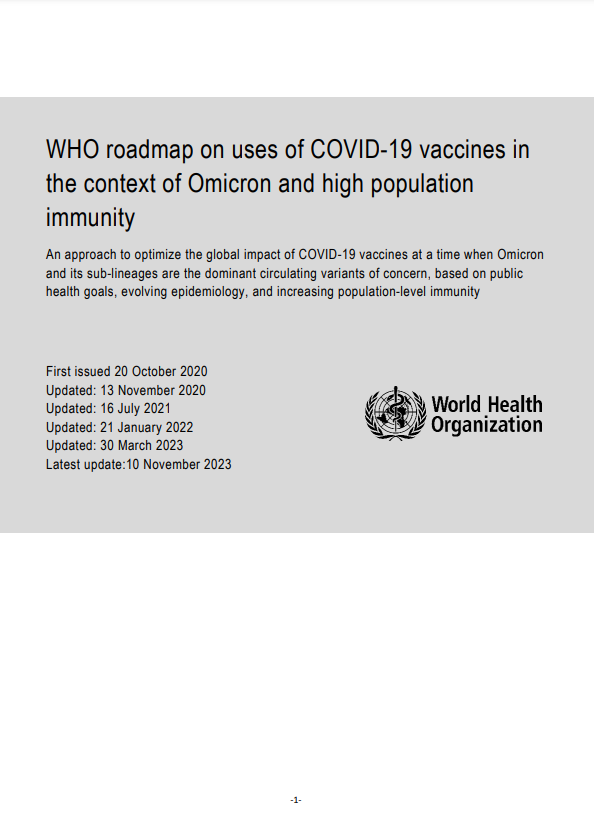 WHO roadmap on uses of COVID-19 vaccines in
the context of Omicron and high population
immunity
An approach to optimize the global impact of COVID-19 vaccines at a time when Omicron
and its sub-lineages are the dominant circulating variants of concern, based on public
health goals, evolving epidemiology, and increasing population-level immunity
First issued 20 October 2020
Updated: 13 November 2020
Updated: 16 July 2021
Updated: 21 January 2022
Updated: 30 March 2023
Latest update:10 November 2023
World Health
Organization
-1-